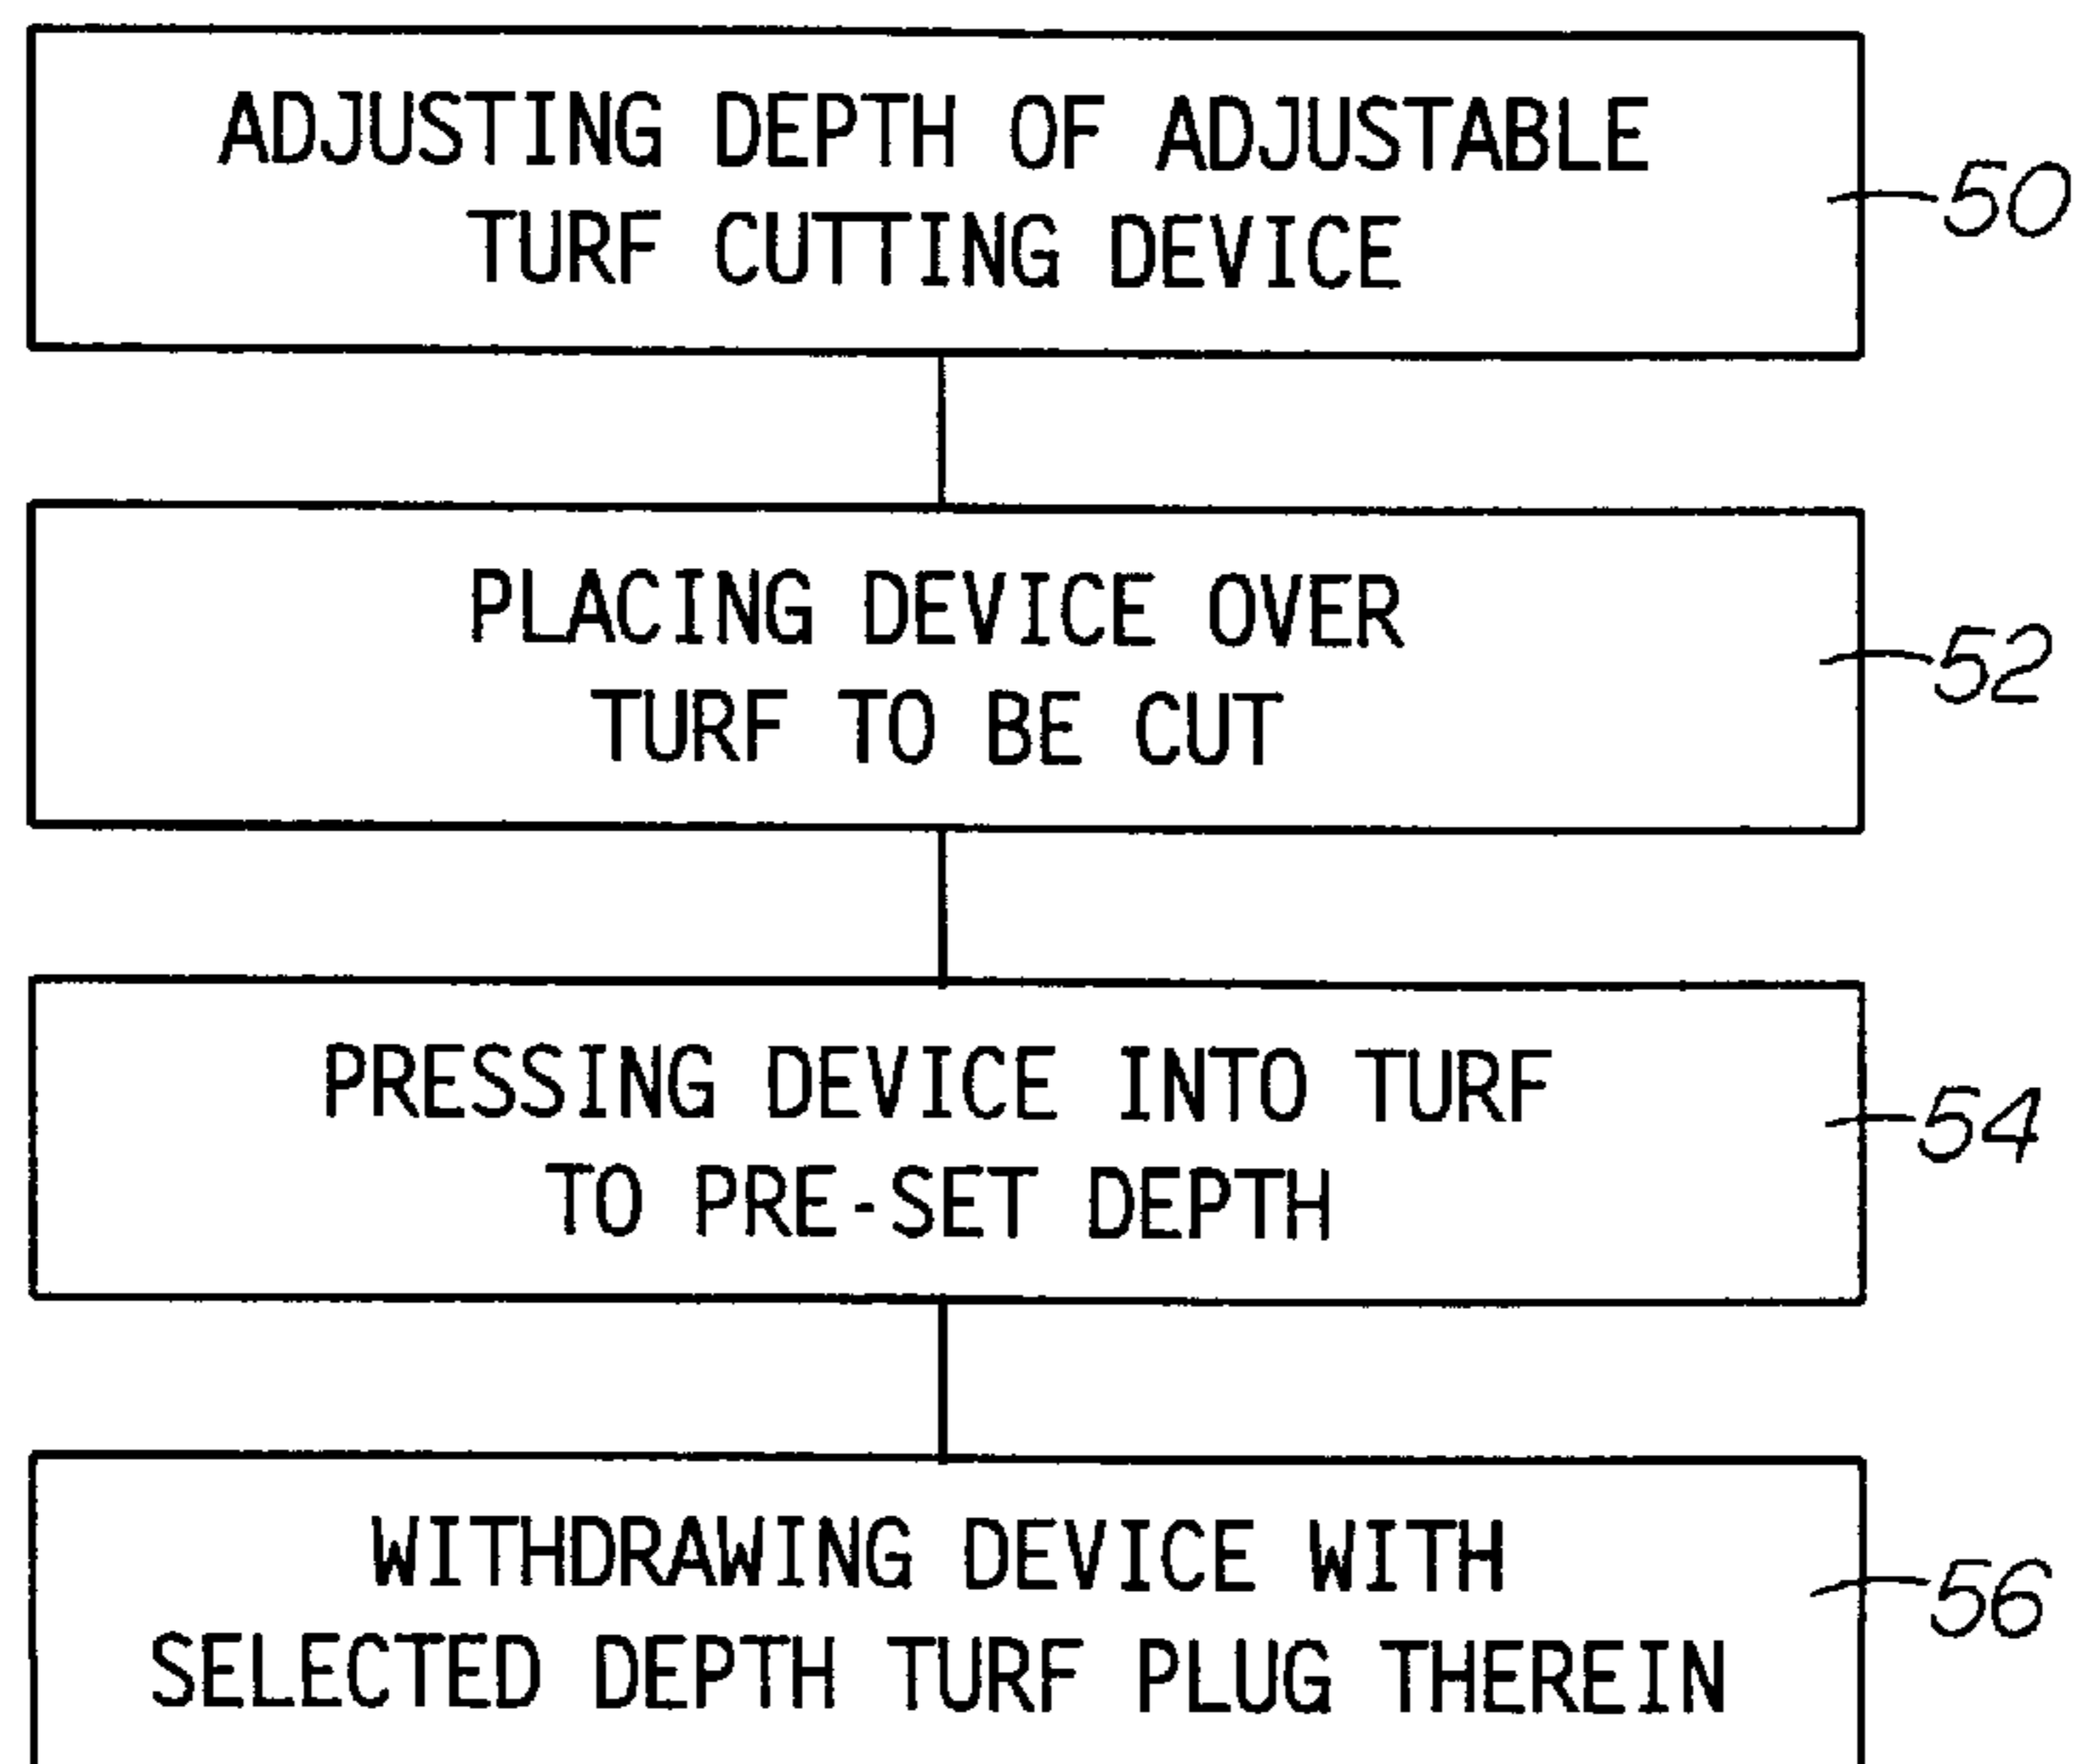 ADJUSTING DEPTH OF ADJUSTABLE
TURF CUTTING DEVICE
50
PLACING DEVICE OVER
TURF TO BE CUT
52
PRESSING DEVICE INTO TURF
TO PRE-SET DEPTH
54
WITHDRAWING DEVICE WITH
SELECTED DEPTH TURF PLUG THEREIN
56